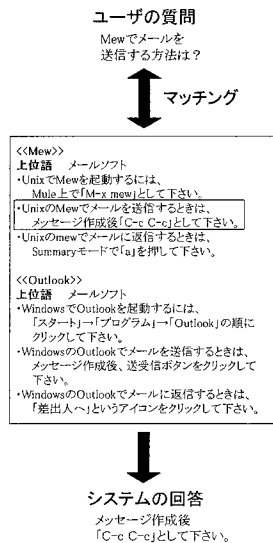 ユーザの質問
Mewでメールを
送信する方法は？
マッチング
<<Mew>>
上位語　メールソフト
・UnixでMewを起動するには、
Mule上で「M-x mew」として下さい。
・UnixのMewでメールを送信するときは、
メッセージ作成後「C-c C-c」として下さい。
・Unixのmewでメールに返信するときは、
Summaryモードで「a」を押して下さい。
<<Outlook>>
上位語　メールソフト
・WindowsでOutlookを起動するには、
「スタート」→「プログラム」→「Outlook」の順に
クリックして下さい。
・WindowsのOutlookでメールを送信するときは、
メッセージ作成後、送受信ボタンをクリックして
下さい。
・WindowsのOutlookでメールに返信するときは、
「差出人へ」というアイコンをクリックして下さい。
システムの回答
メッセージ作成後
「C-c C-c」として下さい。